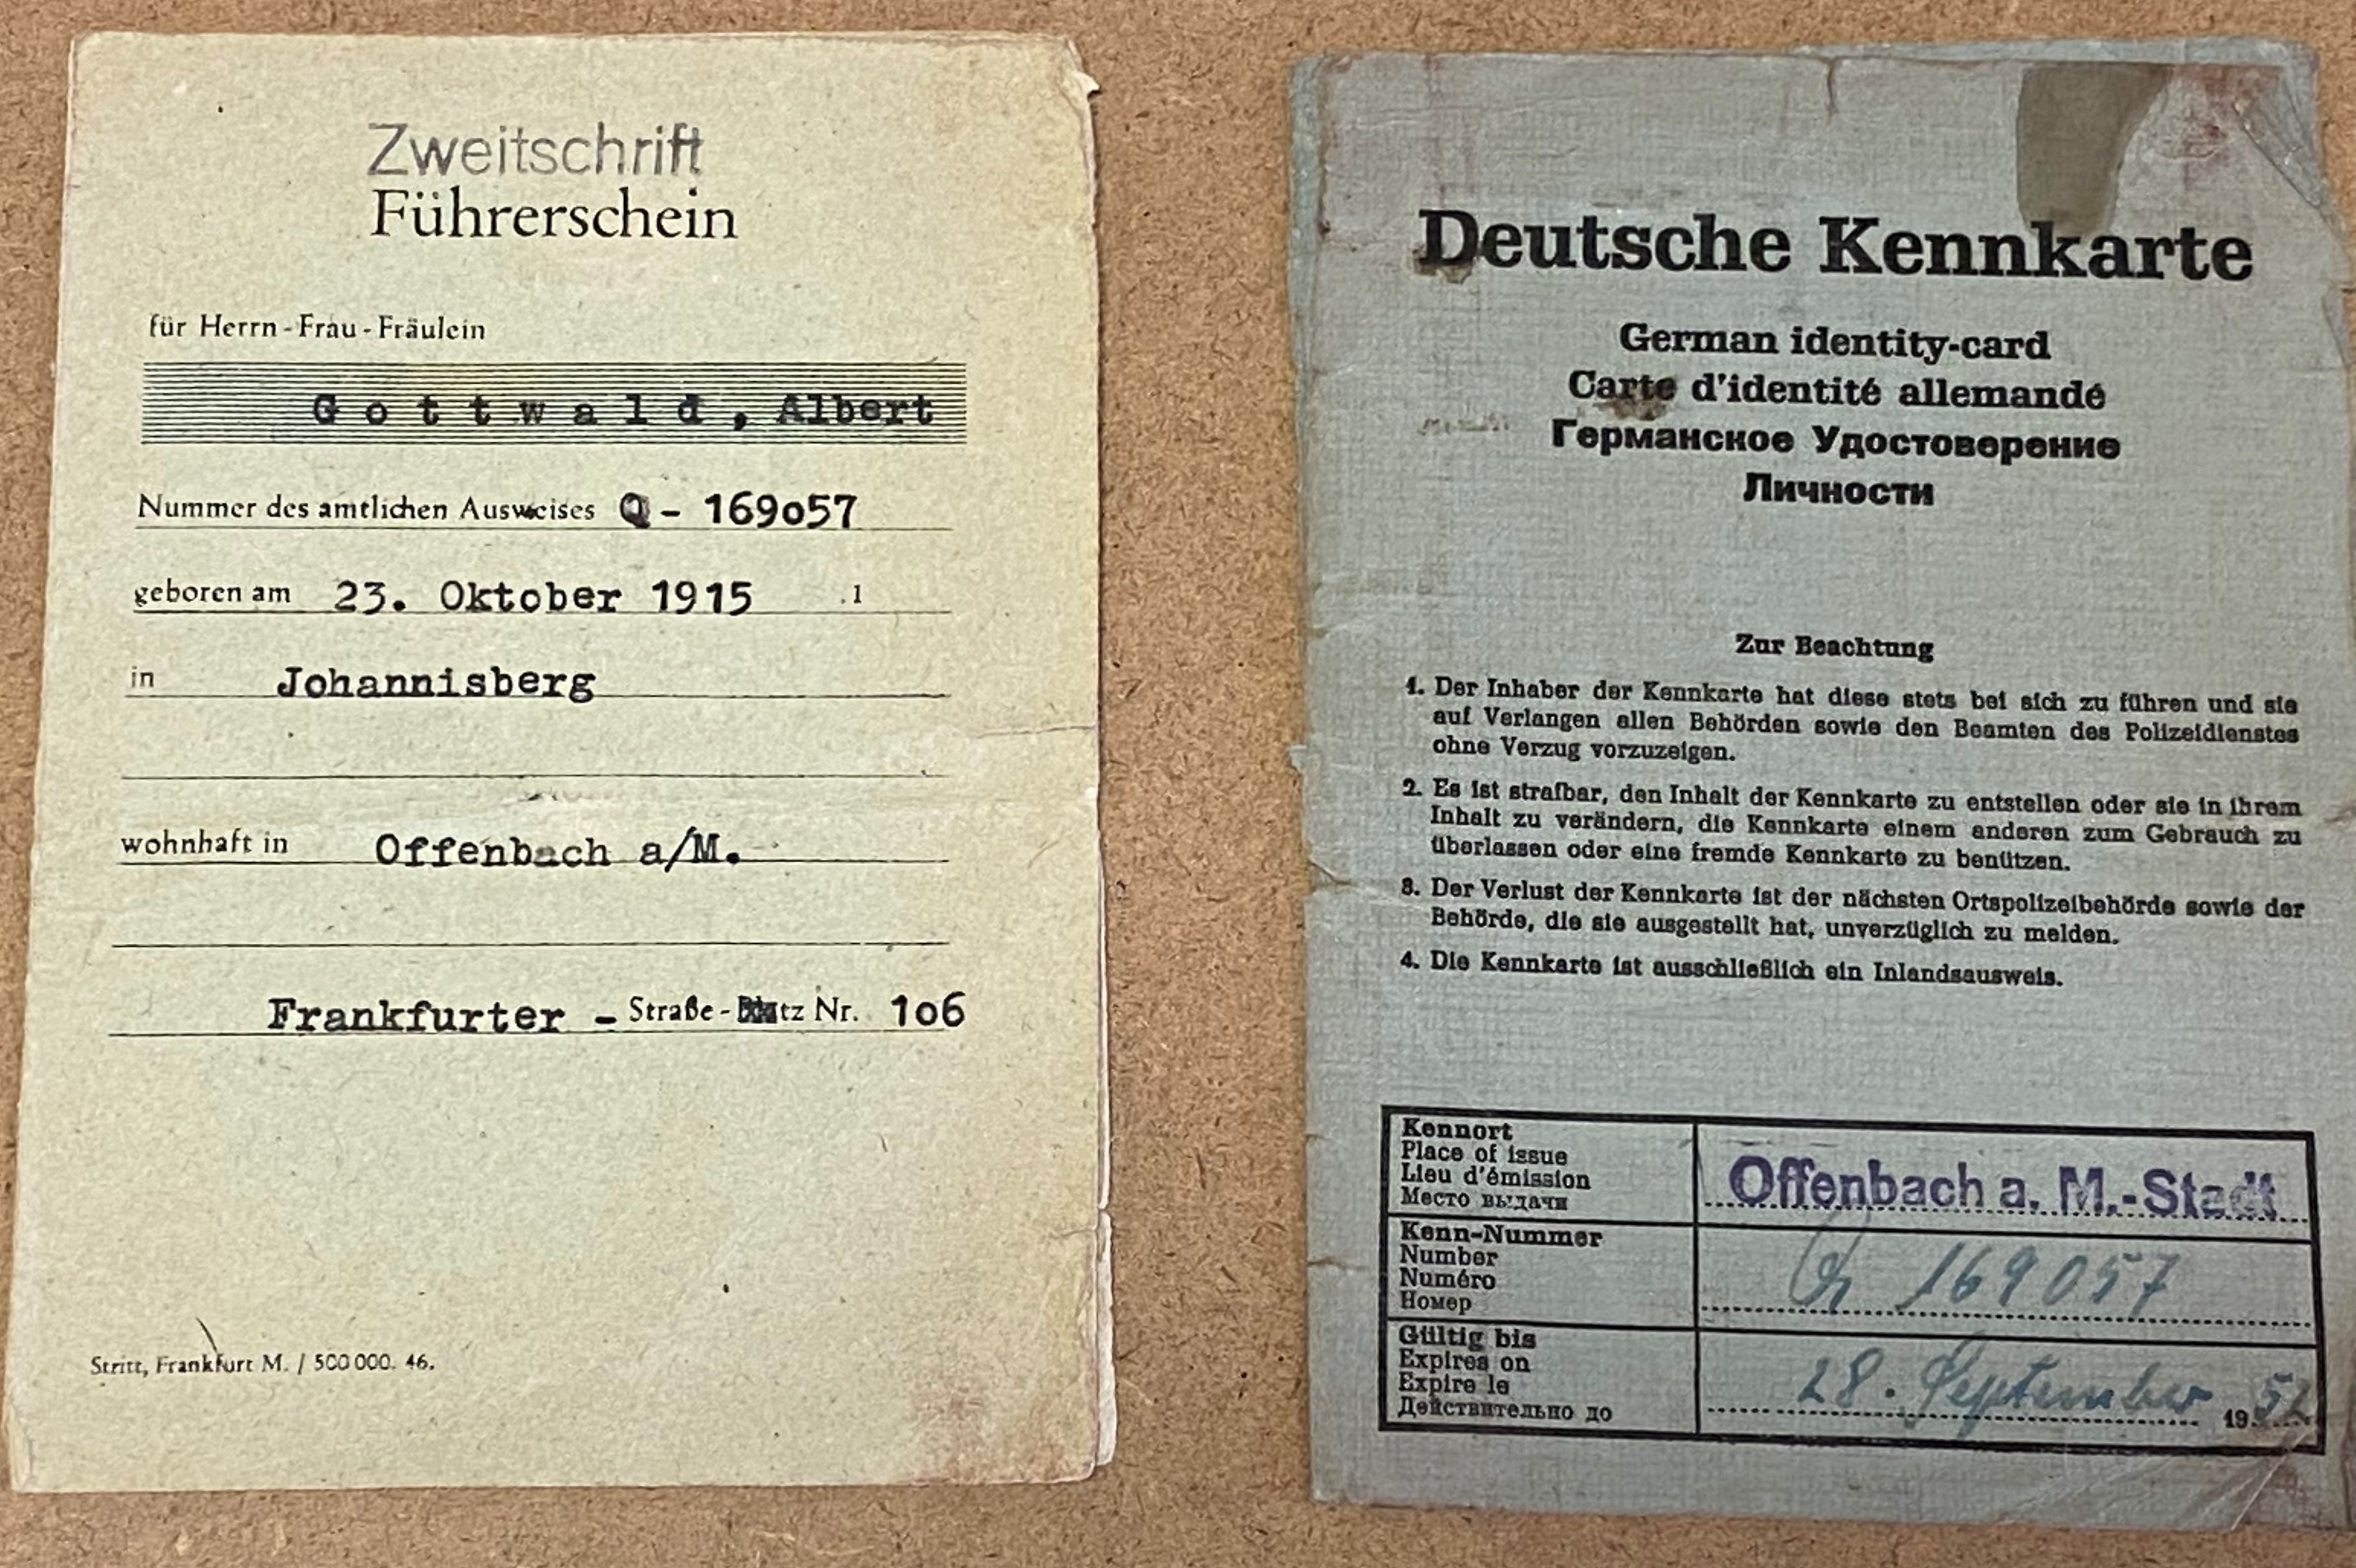 Zweitschrift
Führerschein
für Herrn-Frau-Fräulein
Gottwald, Albert
Nummer des amtlichen Ausweises Q - 169o57
geboren am 23. Oktober 1915 .1
in Johannisberg
wohnhaft in Offenbach a/M.
Frankfurter - Straße - Platz Nr. 1o6
Stritt, Frankfurt M. / 500 000. 46.
Deutsche Kennkarte
German identity-card
Carte d'identité allemandé
Германское Удостоверение
Личности
Zur Beachtung
1. Der Inhaber der Kennkarte hat diese stets bei sich zu führen und sie
auf Verlangen allen Behörden sowie den Beamten des Polizeidienstes
ohne Verzug vorzuzeigen.
2. Es ist strafbar, den Inhalt der Kennkarte zu entstellen oder sie in ihrem
Inhalt zu verändern, die Kennkarte einem anderen zum Gebrauch zu
überlassen oder eine fremde Kennkarte zu benützen.
3. Der Verlust der Kennkarte ist der nächsten Ortspolizeibehörde sowie der
Behörde, die sie ausgestellt hat, unverzüglich zu melden.
4. Die Kennkarte ist ausschließlich ein Inlandsausweis.
Kennort
Place of issue
Lieu d'émission
Место выдачи
Offenbach a. M.-Stadt
Kenn-Nummer
Number
Numéro
Номер
Q 169057
Gültig bis
Expires on
Expire le
Действительно до
28. September 1952